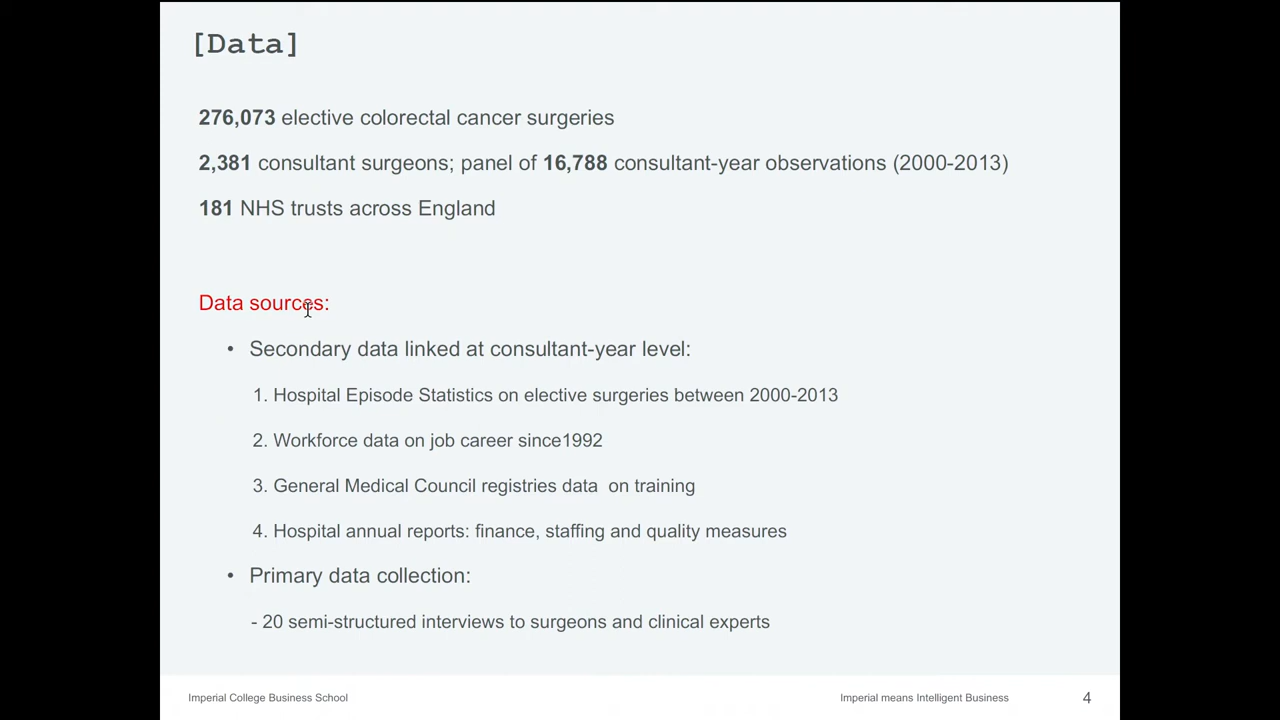 [Data]
276,073 elective colorectal cancer surgeries
2,381 consultant surgeons; panel of 16,788 consultant-year observations (2000-2013)
181 NHS trusts across England
Data sources:
• Secondary data linked at consultant-year level:
1. Hospital Episode Statistics on elective surgeries between 2000-2013
2. Workforce data on job career since1992
3. General Medical Council registries data  on training
4. Hospital annual reports: finance, staffing and quality measures
• Primary data collection:
- 20 semi-structured interviews to surgeons and clinical experts
Imperial College Business School
Imperial means Intelligent Business
4